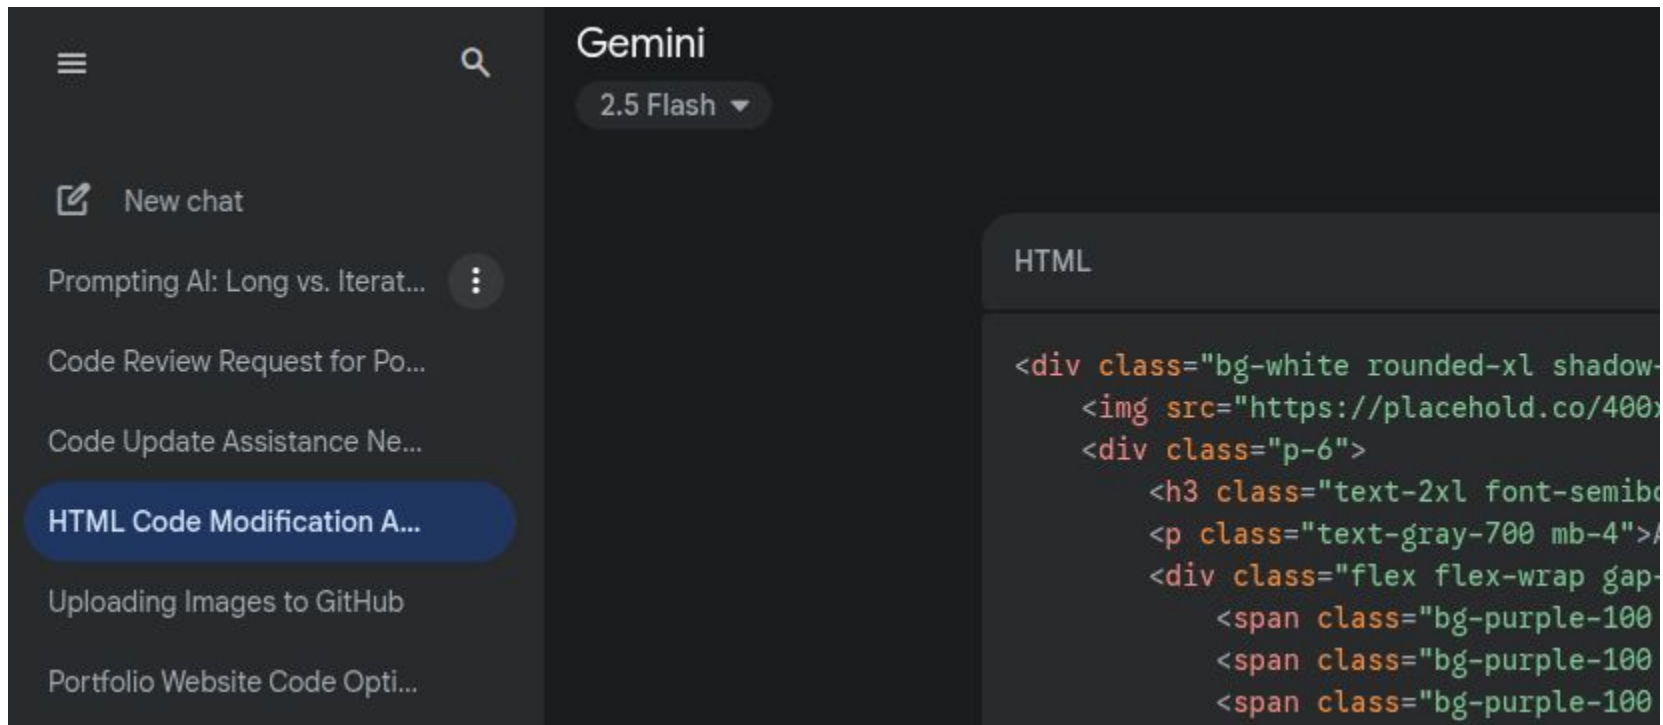 Gemini
2.5 Flash
New chat
Prompting AI: Long vs. Iterat...
Code Review Request for Po...
Code Update Assistance Ne...
HTML Code Modification A...
Uploading Images to GitHub
Portfolio Website Code Opti...
HTML
<div class="bg-white rounded-xl shadow-
<img src="https://placehold.co/400x
<div class="p-6">
<h3 class="text-2xl font-semibo
<p class="text-gray-700 mb-4">A
<div class="flex flex-wrap gap-
<span class="bg-purple-100
<span class="bg-purple-100
<span class="bg-purple-100